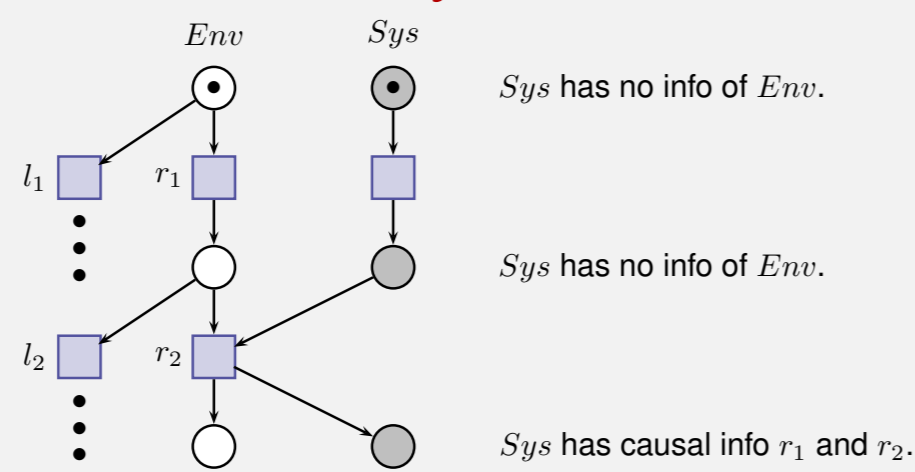 Env Sys
Sys has no info of Env.
l₁ r₁
Sys has no info of Env.
l₂ r₂
Sys has causal info r₁ and r₂.